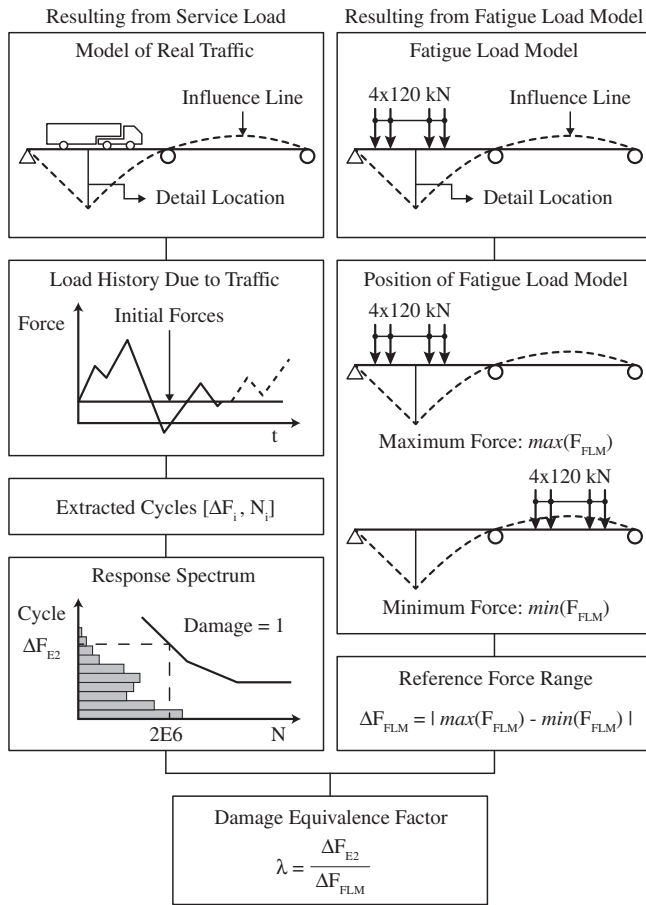 Resulting from Service Load
Model of Real Traffic
Influence Line
Detail Location
Load History Due to Traffic
Force
Initial Forces
t
Extracted Cycles [ΔF_i, N_i]
Response Spectrum
Cycle
ΔF_E2
Damage = 1
2E6
N
Resulting from Fatigue Load Model
Fatigue Load Model
4x120 kN
Influence Line
Detail Location
Position of Fatigue Load Model
4x120 kN
Maximum Force: max(F_FLM)
4x120 kN
Minimum Force: min(F_FLM)
Reference Force Range
ΔF_FLM = | max(F_FLM) - min(F_FLM) |
Damage Equivalence Factor
λ = ΔF_E2 / ΔF_FLM